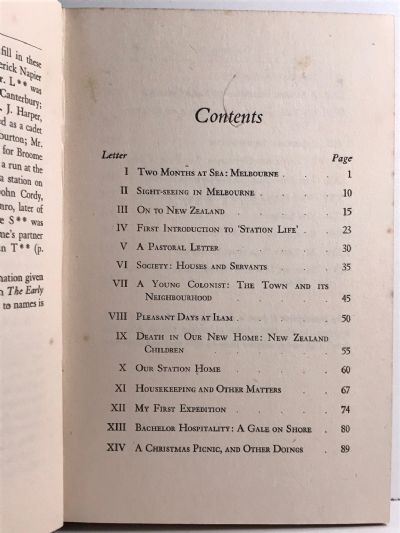 fill in these
erick Napier
r. L** was
Canterbury;
. J. Harper,
ed as a cadet
burton; Mr.
for Broome
a run at the
a station on
ohn Cordy,
nro, later of
e S** was
me's partner
n T** (p.
mation given
n The Early
to names is
Contents
Letter Page
I Two Months at Sea: Melbourne . . . 1
II Sight-seeing in Melbourne . . . . 10
III On to New Zealand . . . . . 15
IV First Introduction to 'Station Life' . . 23
V A Pastoral Letter . . . . . 30
VI Society: Houses and Servants . . . 35
VII A Young Colonist: The Town and its
Neighbourhood . . . . . 45
VIII Pleasant Days at Ilam . . . . 50
IX Death in Our New Home: New Zealand
Children . . . . . . 55
X Our Station Home . . . . . 60
XI Housekeeping and Other Matters . . 67
XII My First Expedition . . . . 74
XIII Bachelor Hospitality: A Gale on Shore . 80
XIV A Christmas Picnic, and Other Doings . 89